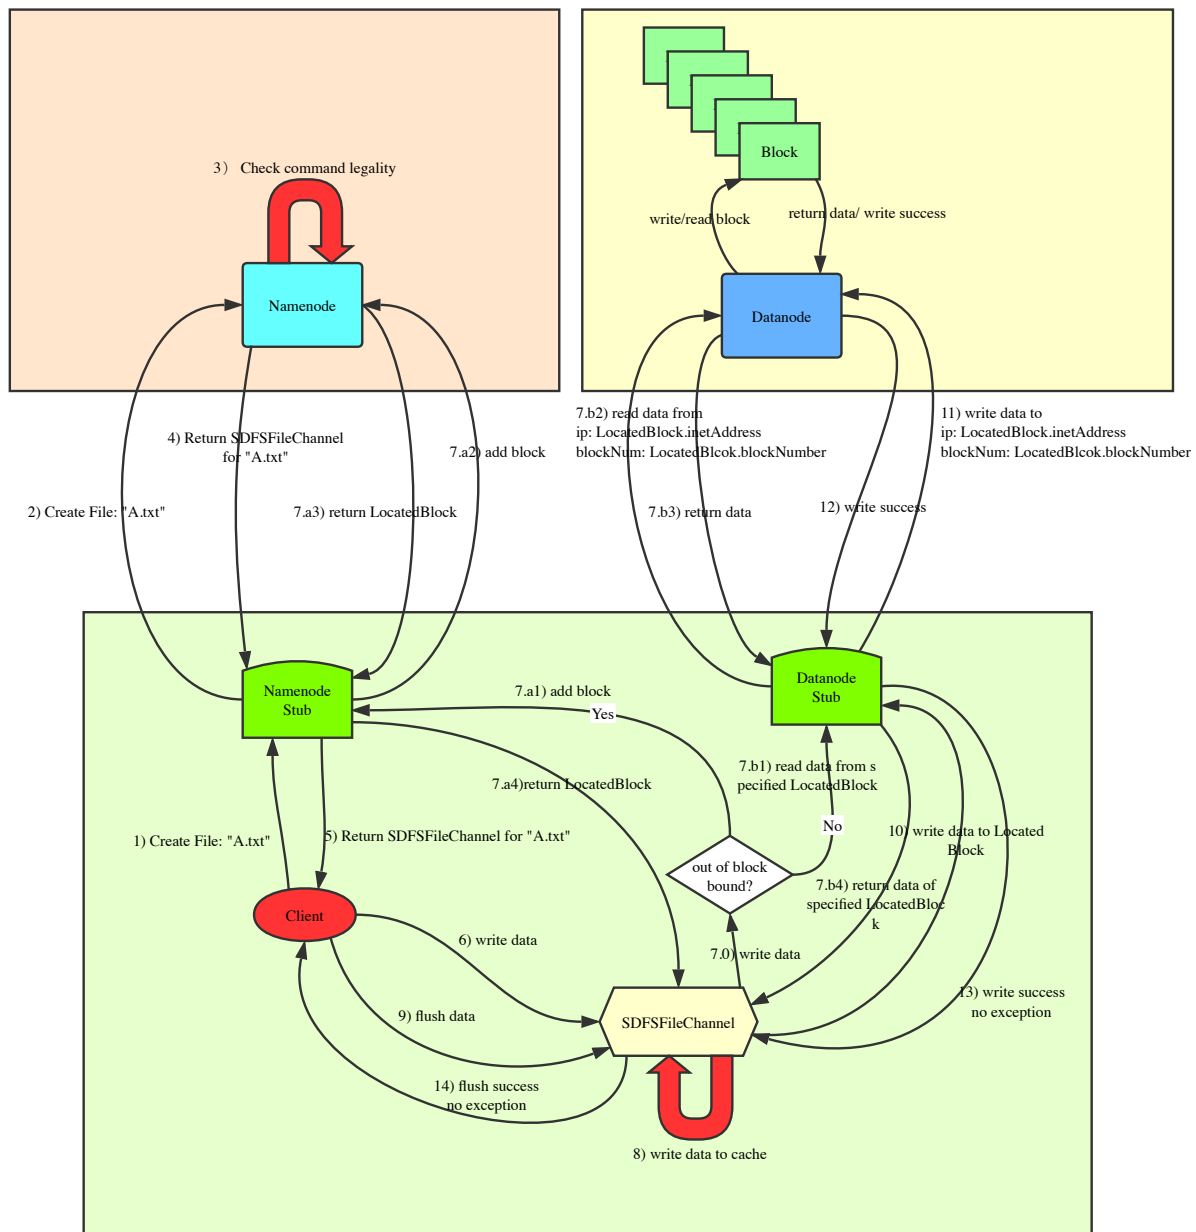 3） Check command legality
Namenode
Block
write/read block
return data/ write success
Datanode
4) Return SDFSFileChannel
for "A.txt"
7.a2) add block
2) Create File: "A.txt"
7.a3) return LocatedBlock
7.b2) read data from
ip: LocatedBlock.inetAddress
blockNum: LocatedBlcok.blockNumber
11) write data to
ip: LocatedBlock.inetAddress
blockNum: LocatedBlcok.blockNumber
7.b3) return data
12) write success
Namenode
Stub
Datanode
Stub
7.a1) add block
Yes
7.a4)return LocatedBlock
7.b1) read data from s
pecified LocatedBlock
No
1) Create File: "A.txt"
5) Return SDFSFileChannel for "A.txt"
out of block
bound?
10) write data to Located
Block
7.b4) return data of
specified LocatedBloc
k
Client
6) write data
7.0) write data
9) flush data
SDFSFileChannel
13) write success
no exception
14) flush success
no exception
8) write data to cache